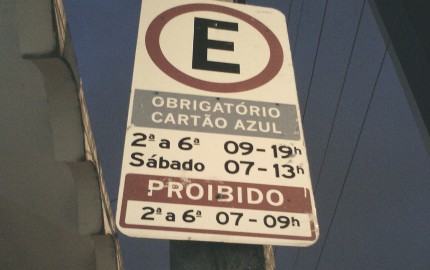 E
OBRIGATÓRIO
CARTÃO AZUL
2ª a 6ª 09-19h
Sábado 07-13h
PROIBIDO
2ª a 6ª 07-09h